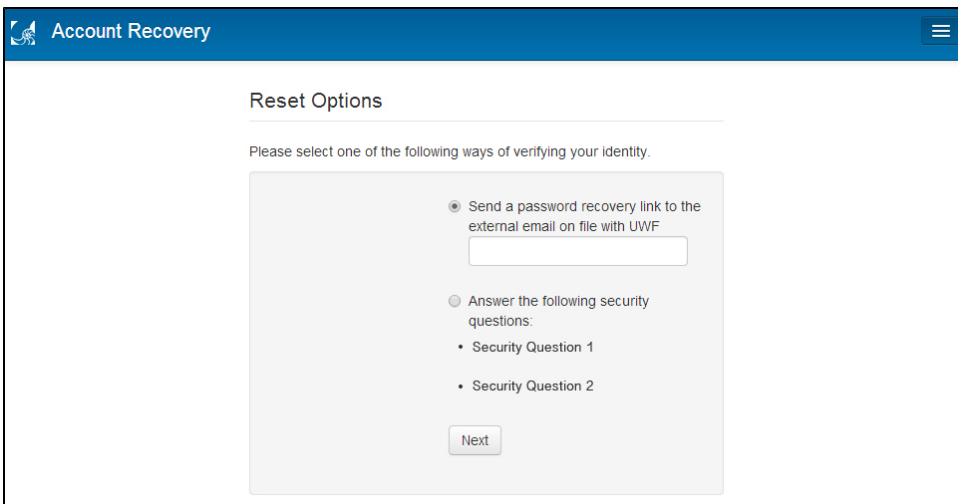 Account Recovery
Reset Options
Please select one of the following ways of verifying your identity.
Send a password recovery link to the
external email on file with UWF
Answer the following security
questions:
• Security Question 1
• Security Question 2
Next